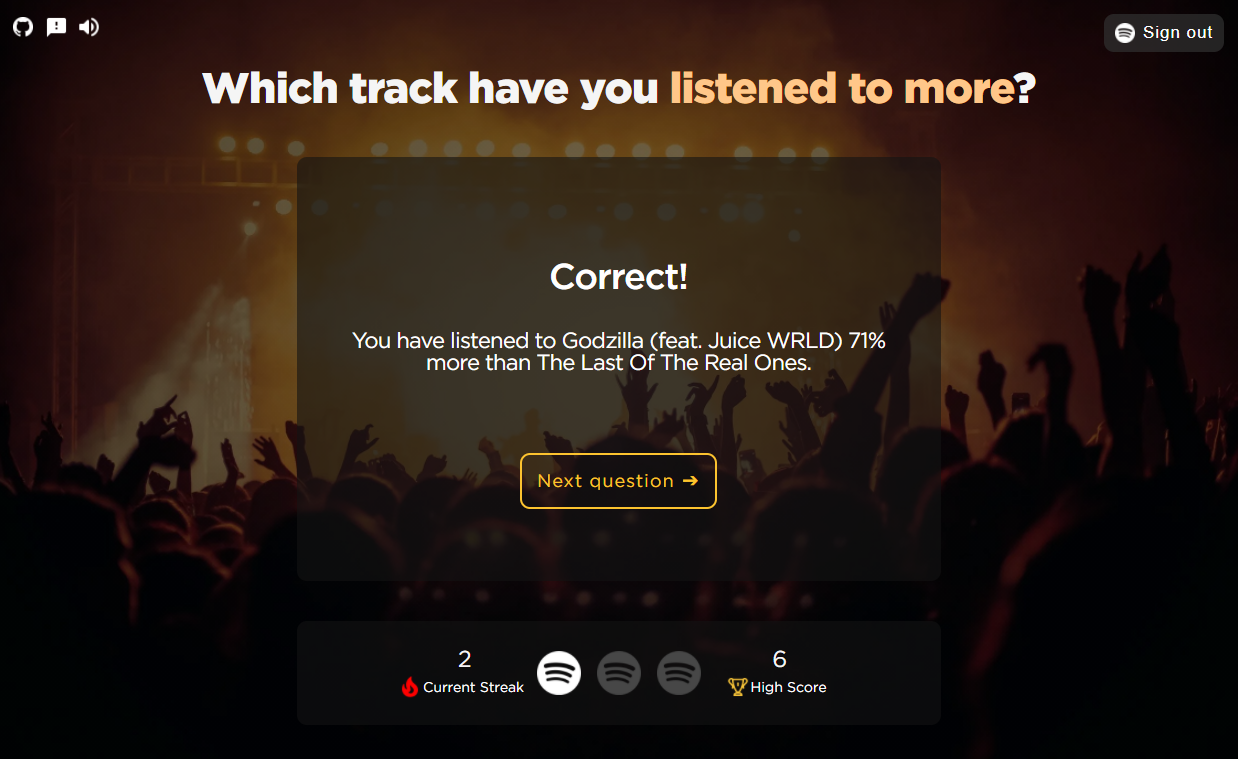 Sign out
Which track have you listened to more?
Correct!
You have listened to Godzilla (feat. Juice WRLD) 71%
more than The Last Of The Real Ones.
Next question ➔
2
Current Streak
6
High Score